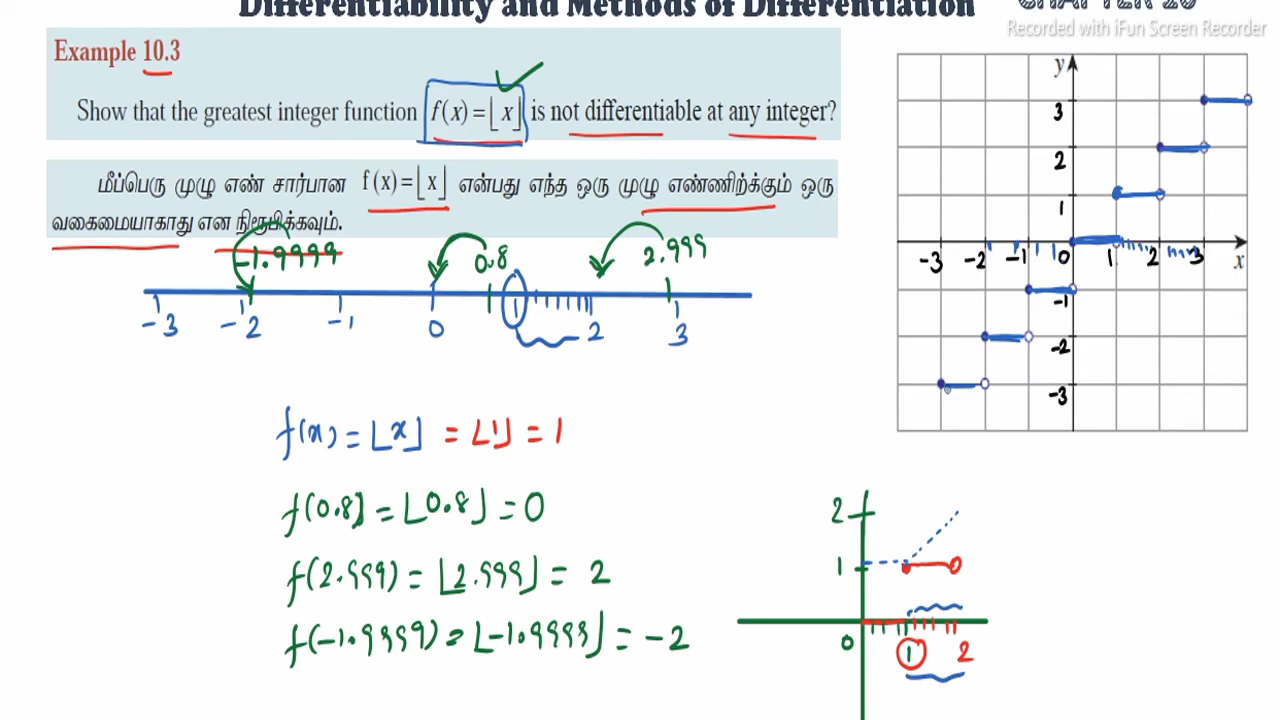 Differentiability and Methods of Differentiation
Recorded with iFun Screen Recorder
Example 10.3
Show that the greatest integer function f(x)=⌊x⌋ is not differentiable at any integer?
மீப்பெரு முழு எண் சார்பான f(x)=⌊x⌋ என்பது எந்த ஒரு முழு எண்ணிற்க்கும் ஒரு
வகைமையாகாது என நிரூபிக்கவும்.
-1.9999 0.8 2.999
-3 -2 -1 0 1 2 3
y
3
2
1
-3 -2 -1 0 1 2 3 x
-1
-2
-3
f(x) = ⌊x⌋ = ⌊1⌋ = 1
f(0.8) = ⌊0.8⌋ = 0
f(2.999) = ⌊2.999⌋ = 2
f(-1.9999) = ⌊-1.9999⌋ = -2
2
1
0 1 2